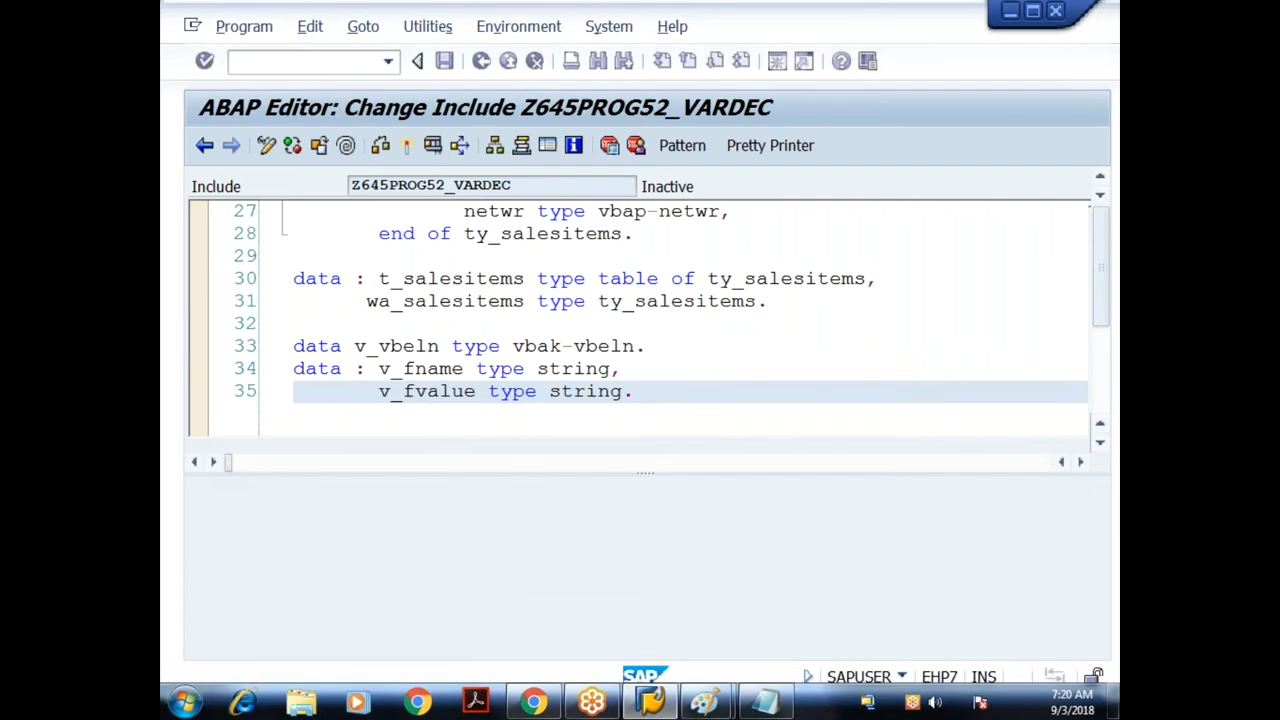 Program Edit Goto Utilities Environment System Help
ABAP Editor: Change Include Z645PROG52_VARDEC
Pattern Pretty Printer
Include Z645PROG52_VARDEC Inactive
27 netwr type vbap-netwr,
28 end of ty_salesitems.
29
30 data : t_salesitems type table of ty_salesitems,
31 wa_salesitems type ty_salesitems.
32
33 data v_vbeln type vbak-vbeln.
34 data : v_fname type string,
35 v_fvalue type string.
SAP
SAPUSER EHP7 INS
7:20 AM
9/3/2018